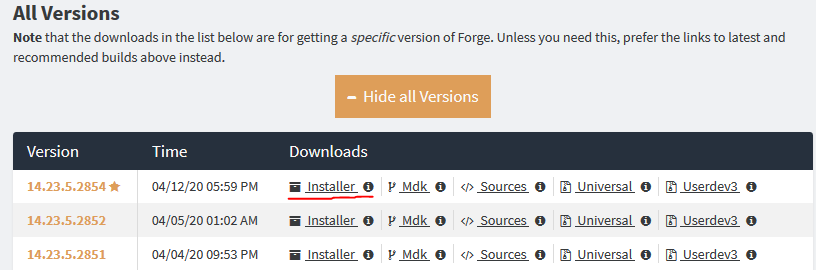 All Versions
Note that the downloads in the list below are for getting a specific version of Forge. Unless you need this, prefer the links to latest and
recommended builds above instead.
– Hide all Versions
Version Time Downloads
14.23.5.2854 04/12/20 05:59 PM Installer Mdk Sources Universal Userdev3
14.23.5.2852 04/05/20 01:02 AM Installer Mdk Sources Universal Userdev3
14.23.5.2851 04/04/20 09:53 PM Installer Mdk Sources Universal Userdev3